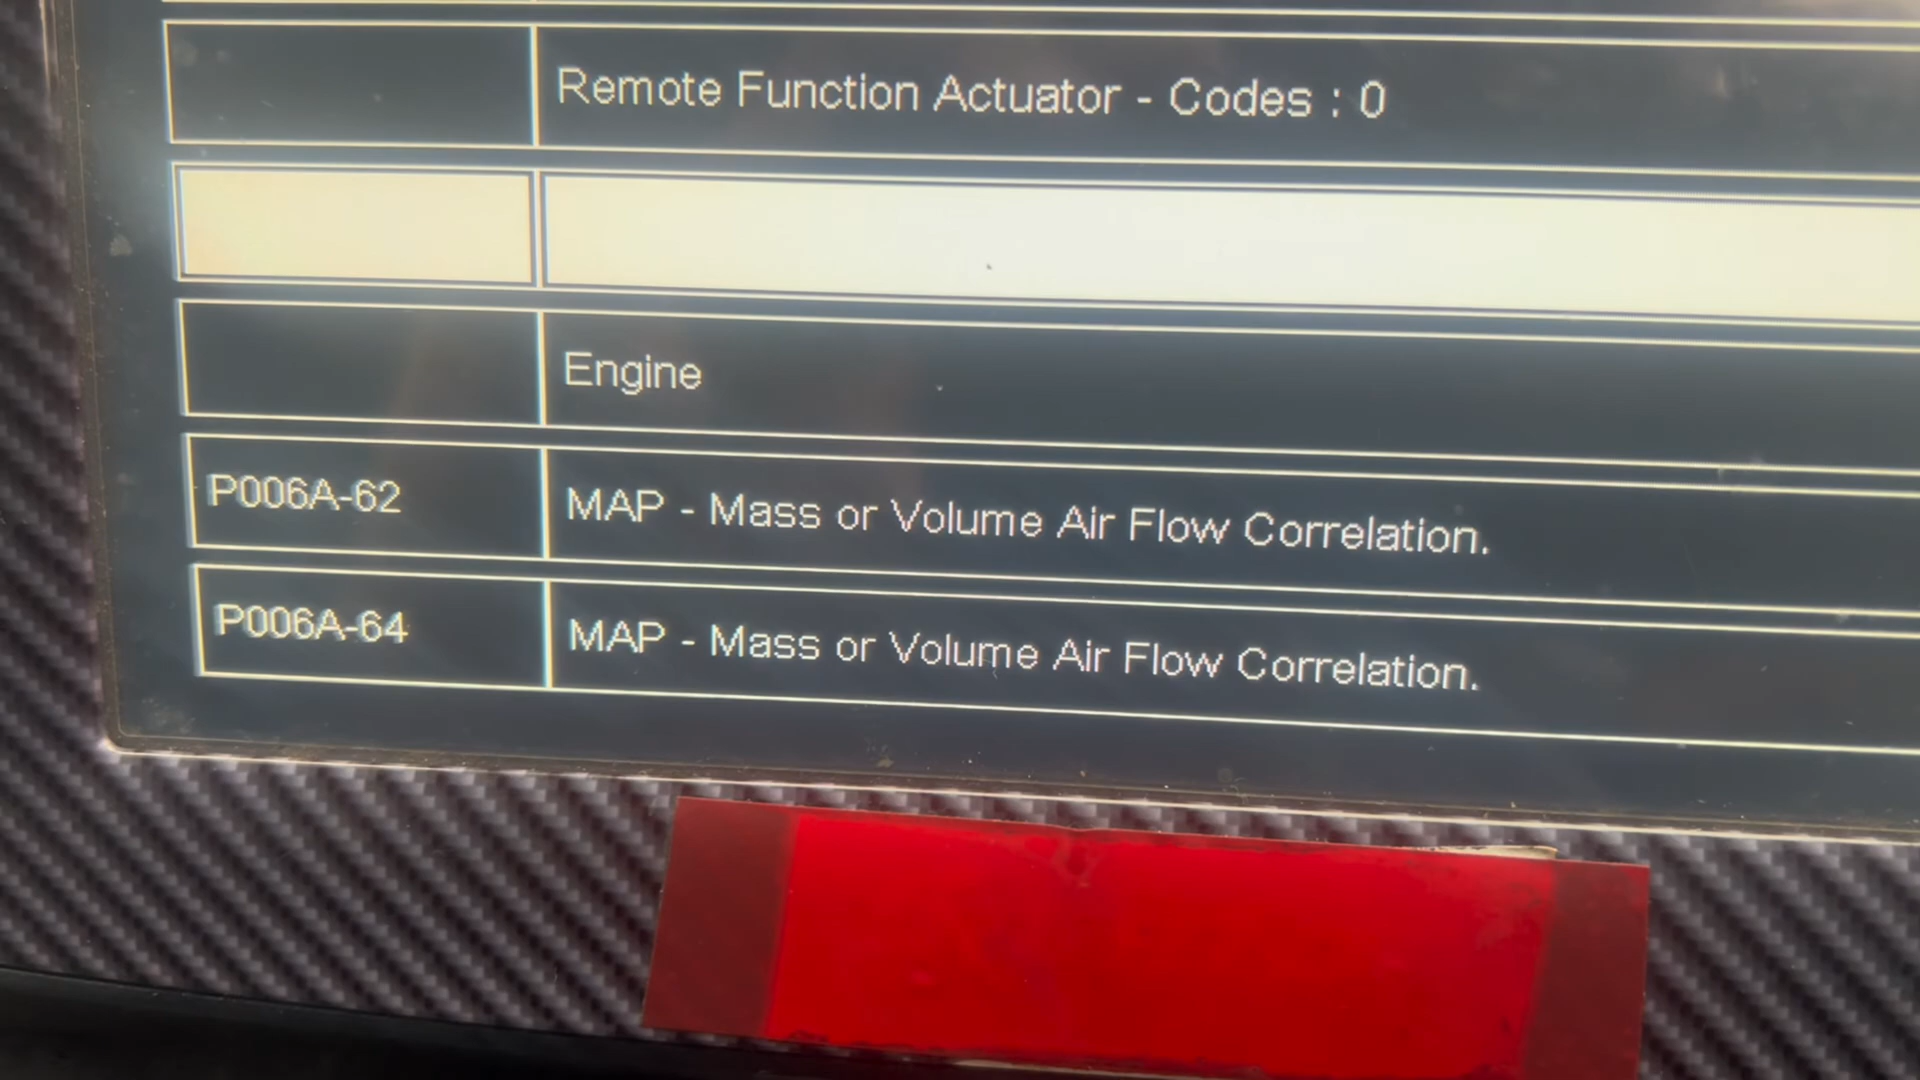 Remote Function Actuator - Codes : 0
Engine
P006A-62 MAP - Mass or Volume Air Flow Correlation.
P006A-64 MAP - Mass or Volume Air Flow Correlation.